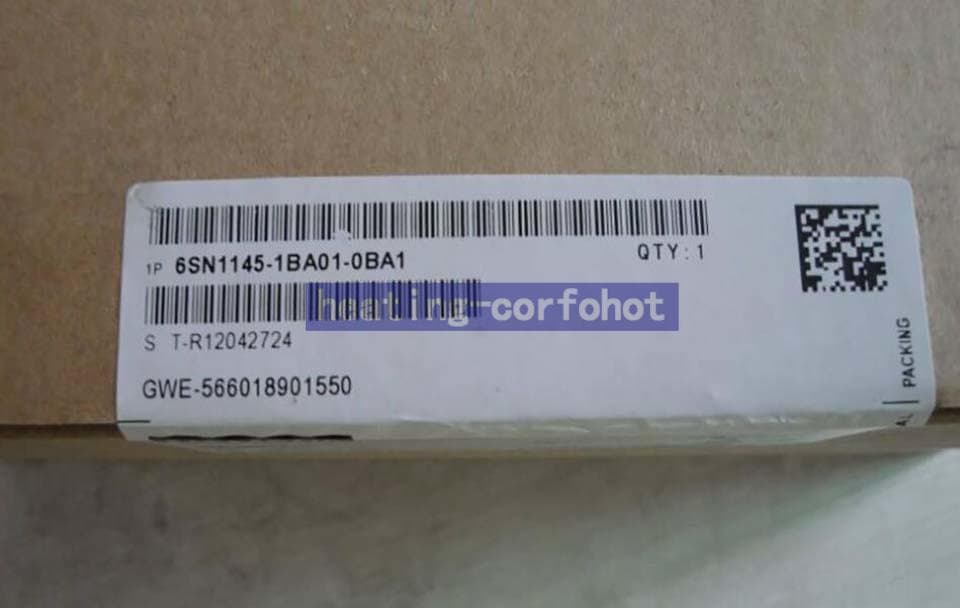 1P 6SN1145-1BA01-0BA1
QTY:1
heating-corfohot
S T-R12042724
GWE-566018901550
PACKING